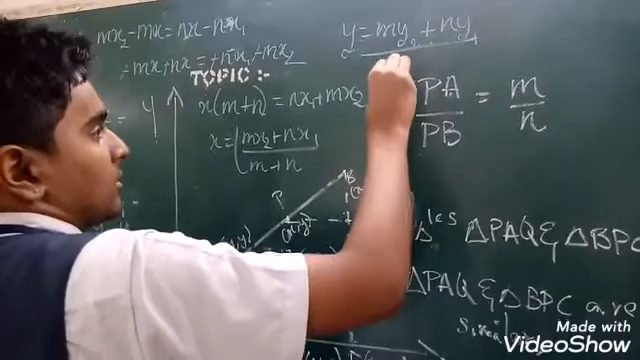 mx₂ - mx = nx - nx₁
+mx+nx = +nx₁+mx₂
TOPIC :-
x(m+n) = nx₁+mx₂
x = (mx₂ + nx₁
m+n
y
y = my₂ + ny₁
PA = m
PB n
P
B
(x,y)
ΔPAQ & ΔBPC
ΔPAQ & ΔBPC are
Made with
VideoShow